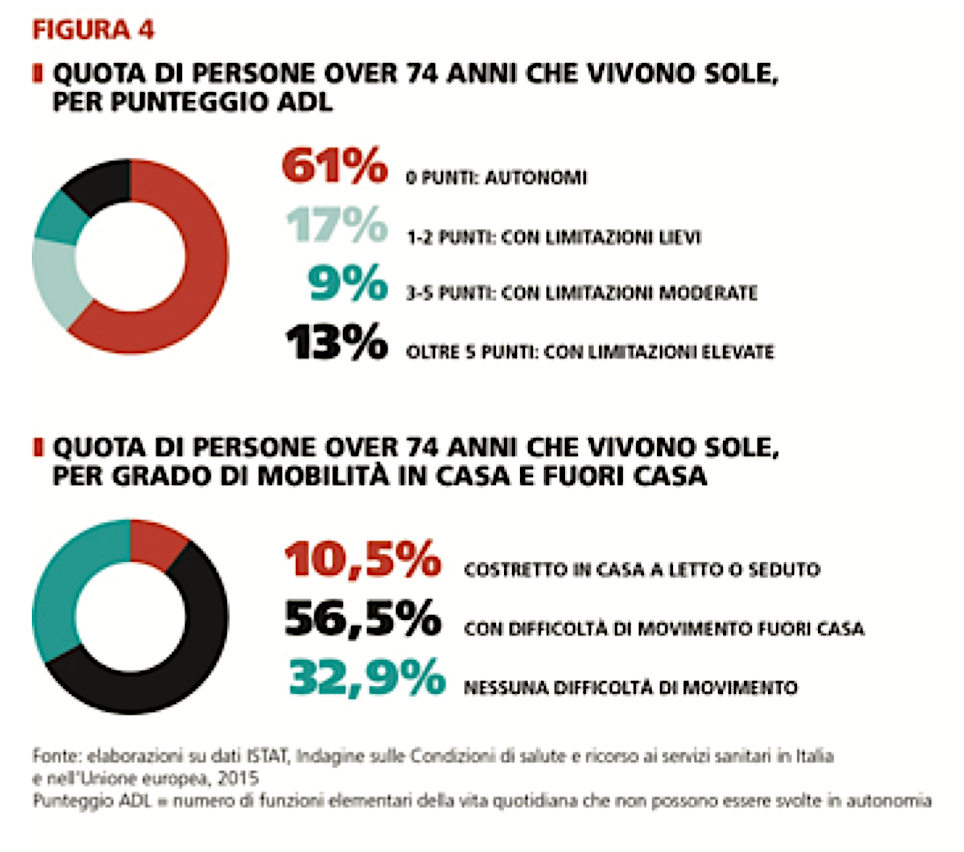 FIGURA 4
QUOTA DI PERSONE OVER 74 ANNI CHE VIVONO SOLE,
PER PUNTEGGIO ADL
61% 0 PUNTI: AUTONOMI
17% 1-2 PUNTI: CON LIMITAZIONI LIEVI
9% 3-5 PUNTI: CON LIMITAZIONI MODERATE
13% OLTRE 5 PUNTI: CON LIMITAZIONI ELEVATE
QUOTA DI PERSONE OVER 74 ANNI CHE VIVONO SOLE,
PER GRADO DI MOBILITÀ IN CASA E FUORI CASA
10,5% COSTRETTO IN CASA A LETTO O SEDUTO
56,5% CON DIFFICOLTÀ DI MOVIMENTO FUORI CASA
32,9% NESSUNA DIFFICOLTÀ DI MOVIMENTO
Fonte: elaborazioni su dati ISTAT, Indagine sulle Condizioni di salute e ricorso ai servizi sanitari in Italia
e nell'Unione europea, 2015
Punteggio ADL = numero di funzioni elementari della vita quotidiana che non possono essere svolte in autonomia